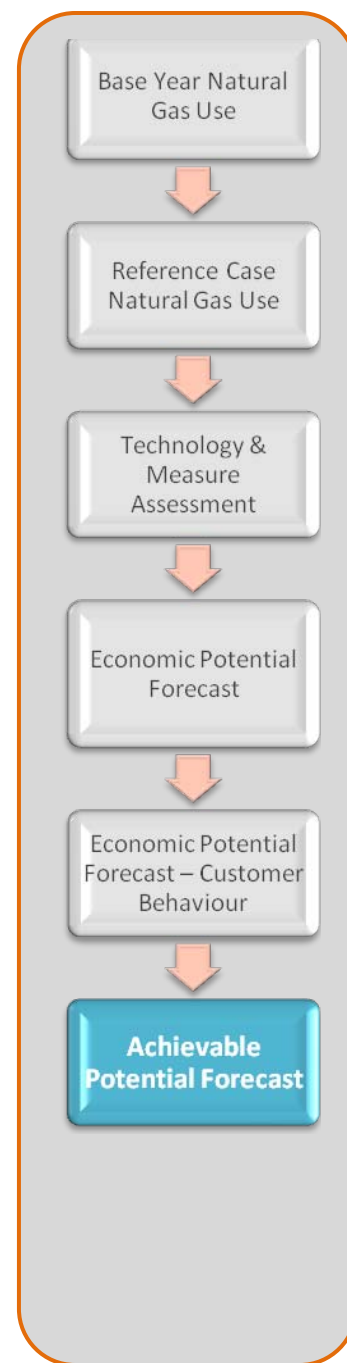 Base Year Natural
Gas Use
Reference Case
Natural Gas Use
Technology &
Measure
Assessment
Economic Potential
Forecast
Economic Potential
Forecast – Customer
Behaviour
Achievable
Potential Forecast